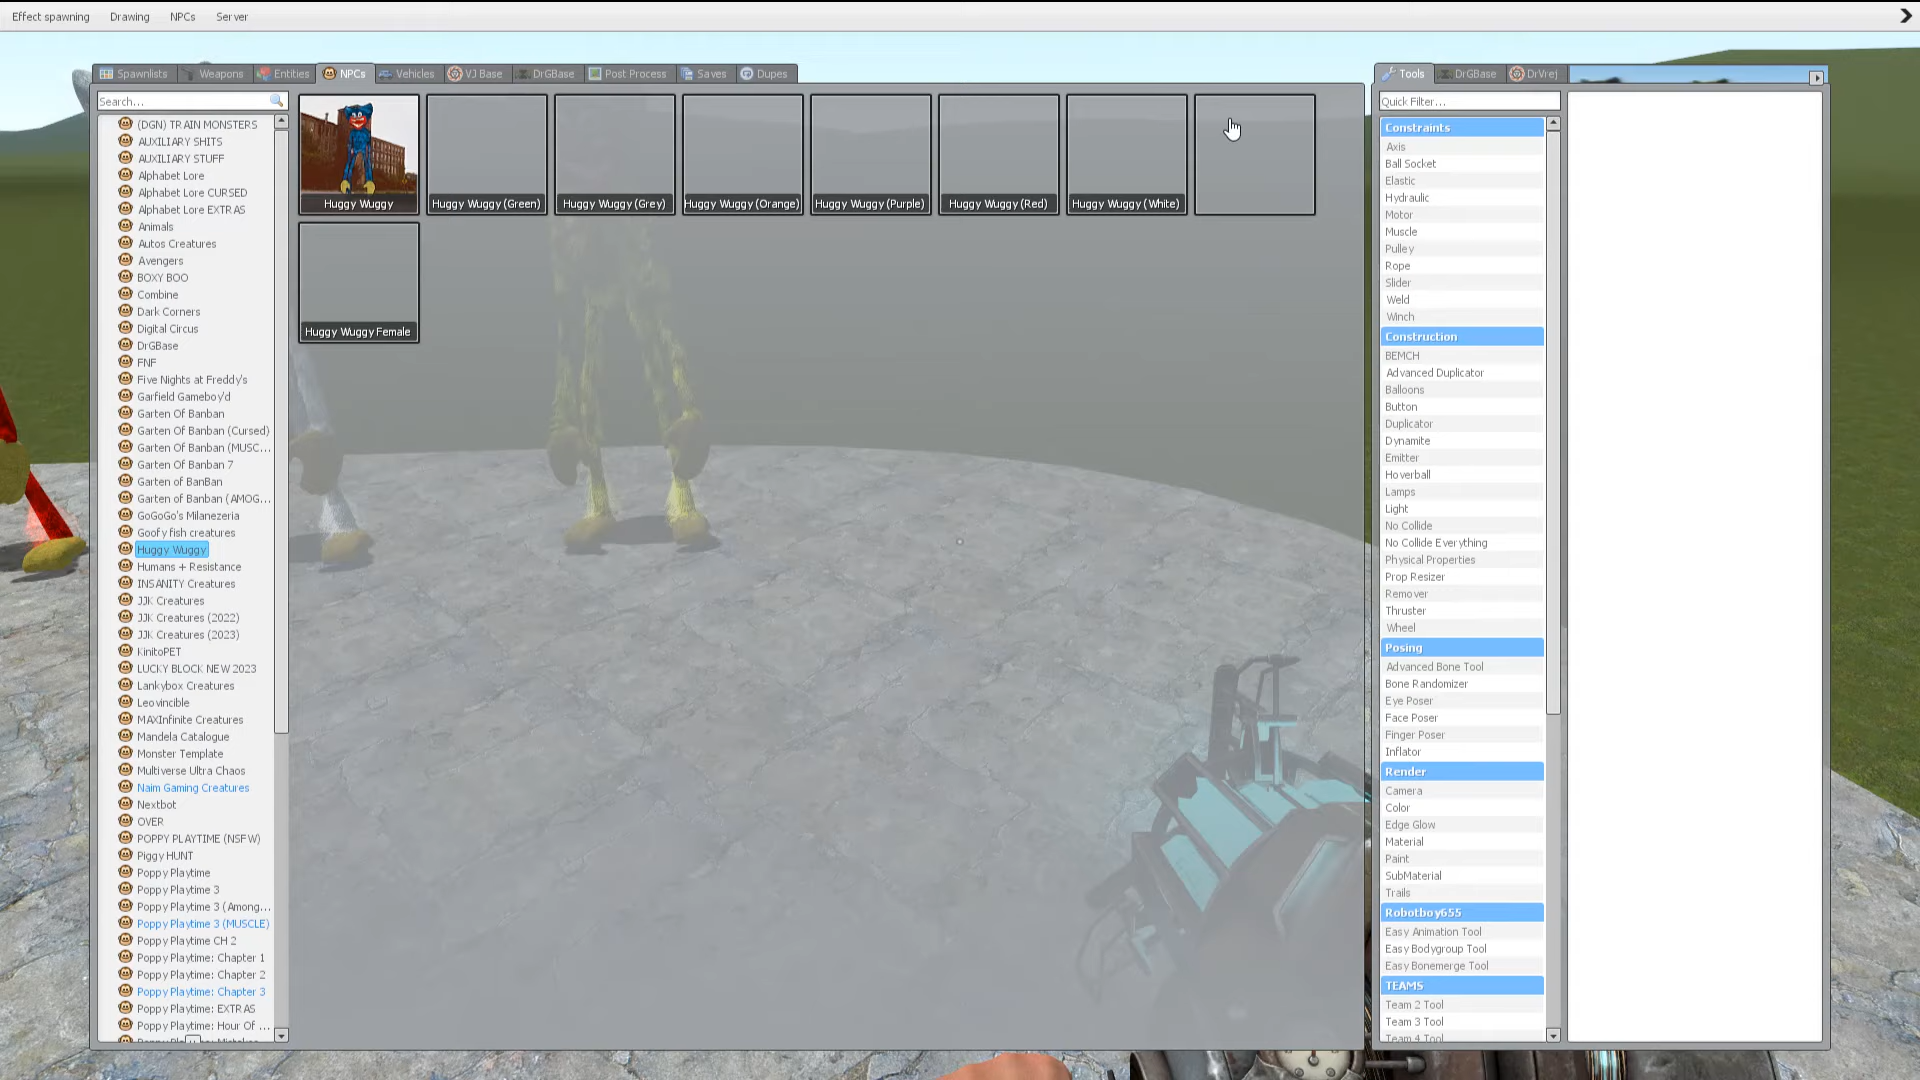 Effect spawning Drawing NPCs Server
Spawnlists Weapons Entities NPCs Vehicles VJ Base DrGBase Post Process Saves Dupes
Search...
(DGN) TRAIN MONSTERS
AUXILIARY SHITS
AUXILIARY STUFF
Alphabet Lore
Alphabet Lore CURSED
Alphabet Lore EXTRAS
Animals
Autos Creatures
Avengers
BOXY BOO
Combine
Dark Corners
Digital Circus
DrGBase
FNF
Five Nights at Freddy's
Garfield Gameboy'd
Garten Of Banban
Garten Of Banban (Cursed)
Garten Of Banban (MUSC...
Garten Of Banban 7
Garten of BanBan
Garten of Banban (AMOG...
GoGoGo's Milanezeria
Goofy fish creatures
Huggy Wuggy
Humans + Resistance
INSANITY Creatures
JJK Creatures
JJK Creatures (2022)
JJK Creatures (2023)
KinitoPET
LUCKY BLOCK NEW 2023
Lankybox Creatures
Leovincible
MAXInfinite Creatures
Mandela Catalogue
Monster Template
Multiverse Ultra Chaos
Naim Gaming Creatures
Nextbot
OVER
POPPY PLAYTIME (NSFW)
Piggy HUNT
Poppy Playtime
Poppy Playtime 3
Poppy Playtime 3 (Among...
Poppy Playtime 3 (MUSCLE)
Poppy Playtime CH 2
Poppy Playtime: Chapter 1
Poppy Playtime: Chapter 2
Poppy Playtime: Chapter 3
Poppy Playtime: EXTRAS
Poppy Playtime: Hour Of ...
Huggy Wuggy
Huggy Wuggy (Green)
Huggy Wuggy (Grey)
Huggy Wuggy (Orange)
Huggy Wuggy (Purple)
Huggy Wuggy (Red)
Huggy Wuggy (White)
Huggy Wuggy Female
Tools DrGBase DrVrej
Quick Filter...
Constraints
Axis
Ball Socket
Elastic
Hydraulic
Motor
Muscle
Pulley
Rope
Slider
Weld
Winch
Construction
BEMCH
Advanced Duplicator
Balloons
Button
Duplicator
Dynamite
Emitter
Hoverball
Lamps
Light
No Collide
No Collide Everything
Physical Properties
Prop Resizer
Remover
Thruster
Wheel
Posing
Advanced Bone Tool
Bone Randomizer
Eye Poser
Face Poser
Finger Poser
Inflator
Render
Camera
Color
Edge Glow
Material
Paint
SubMaterial
Trails
Robotboy655
Easy Animation Tool
Easy Bodygroup Tool
Easy Bonemerge Tool
TEAMS
Team 2 Tool
Team 3 Tool
Team 4 Tool